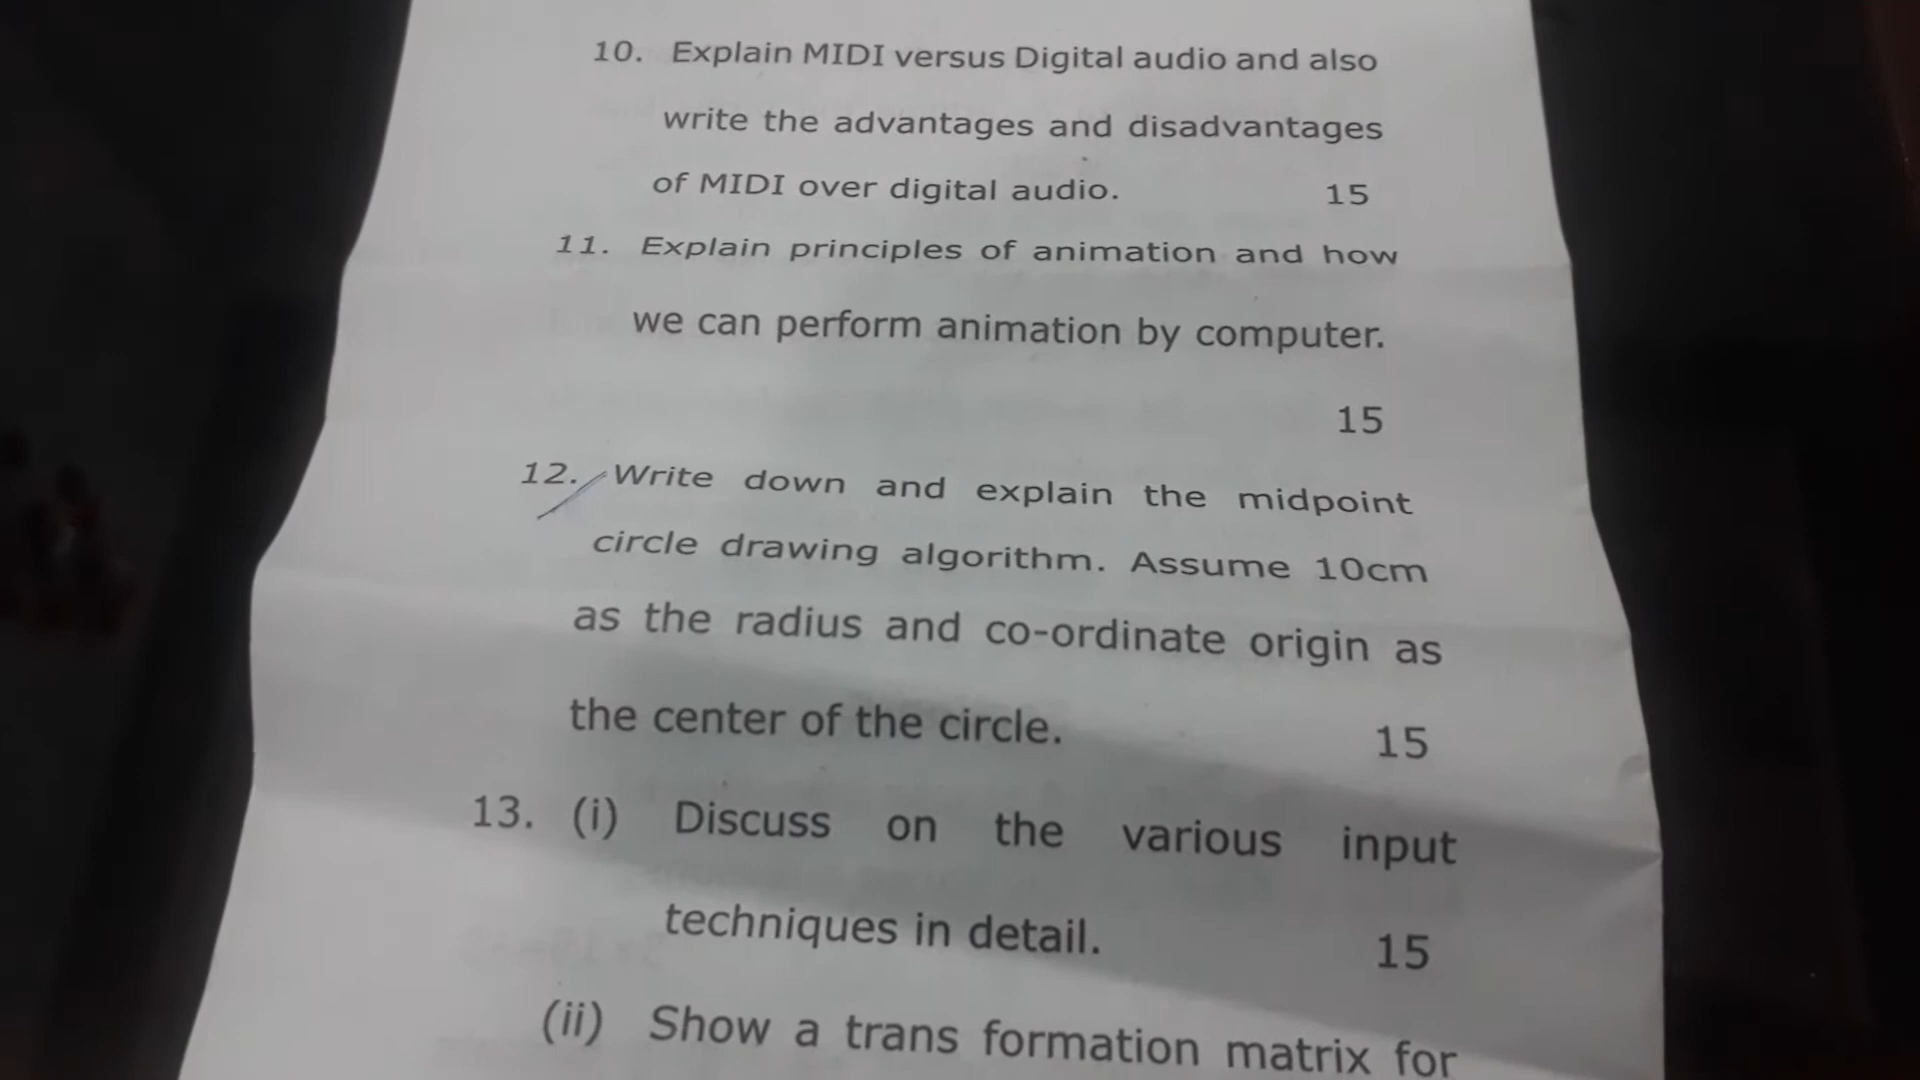 10. Explain MIDI versus Digital audio and also
write the advantages and disadvantages
of MIDI over digital audio. 15
11. Explain principles of animation and how
we can perform animation by computer.
15
12. Write down and explain the midpoint
circle drawing algorithm. Assume 10cm
as the radius and co-ordinate origin as
the center of the circle. 15
13. (i) Discuss on the various input
techniques in detail. 15
(ii) Show a trans formation matrix for